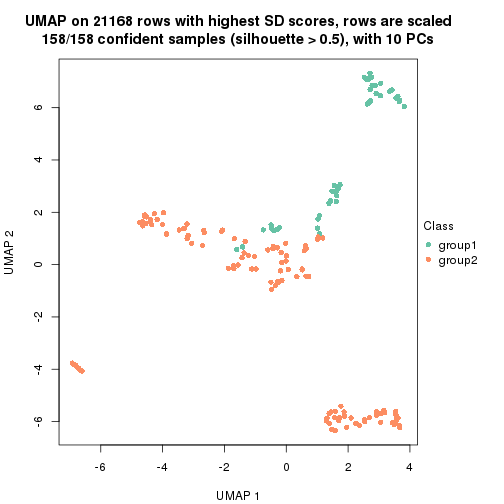 UMAP on 21168 rows with highest SD scores, rows are scaled
158/158 confident samples (silhouette > 0.5), with 10 PCs
6
4
2
0
-2
-4
-6
UMAP 2
-6
-4
-2
0
2
4
UMAP 1
Class
group1
group2